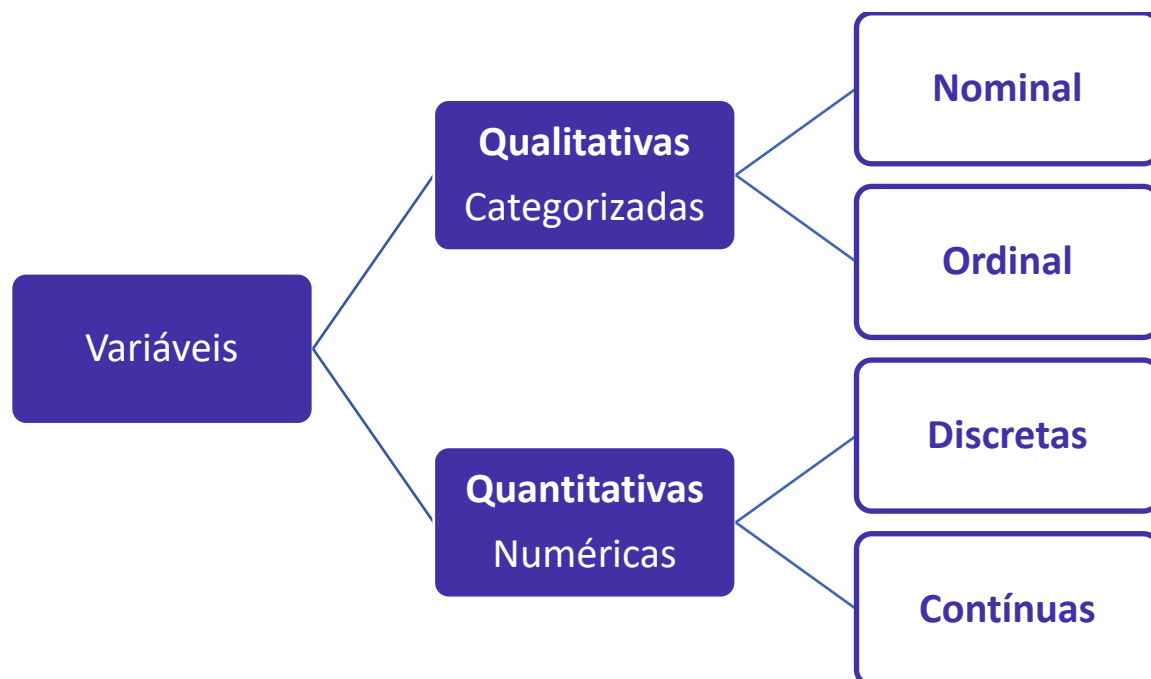 Variáveis
Qualitativas
Categorizadas
Nominal
Ordinal
Quantitativas
Numéricas
Discretas
Contínuas